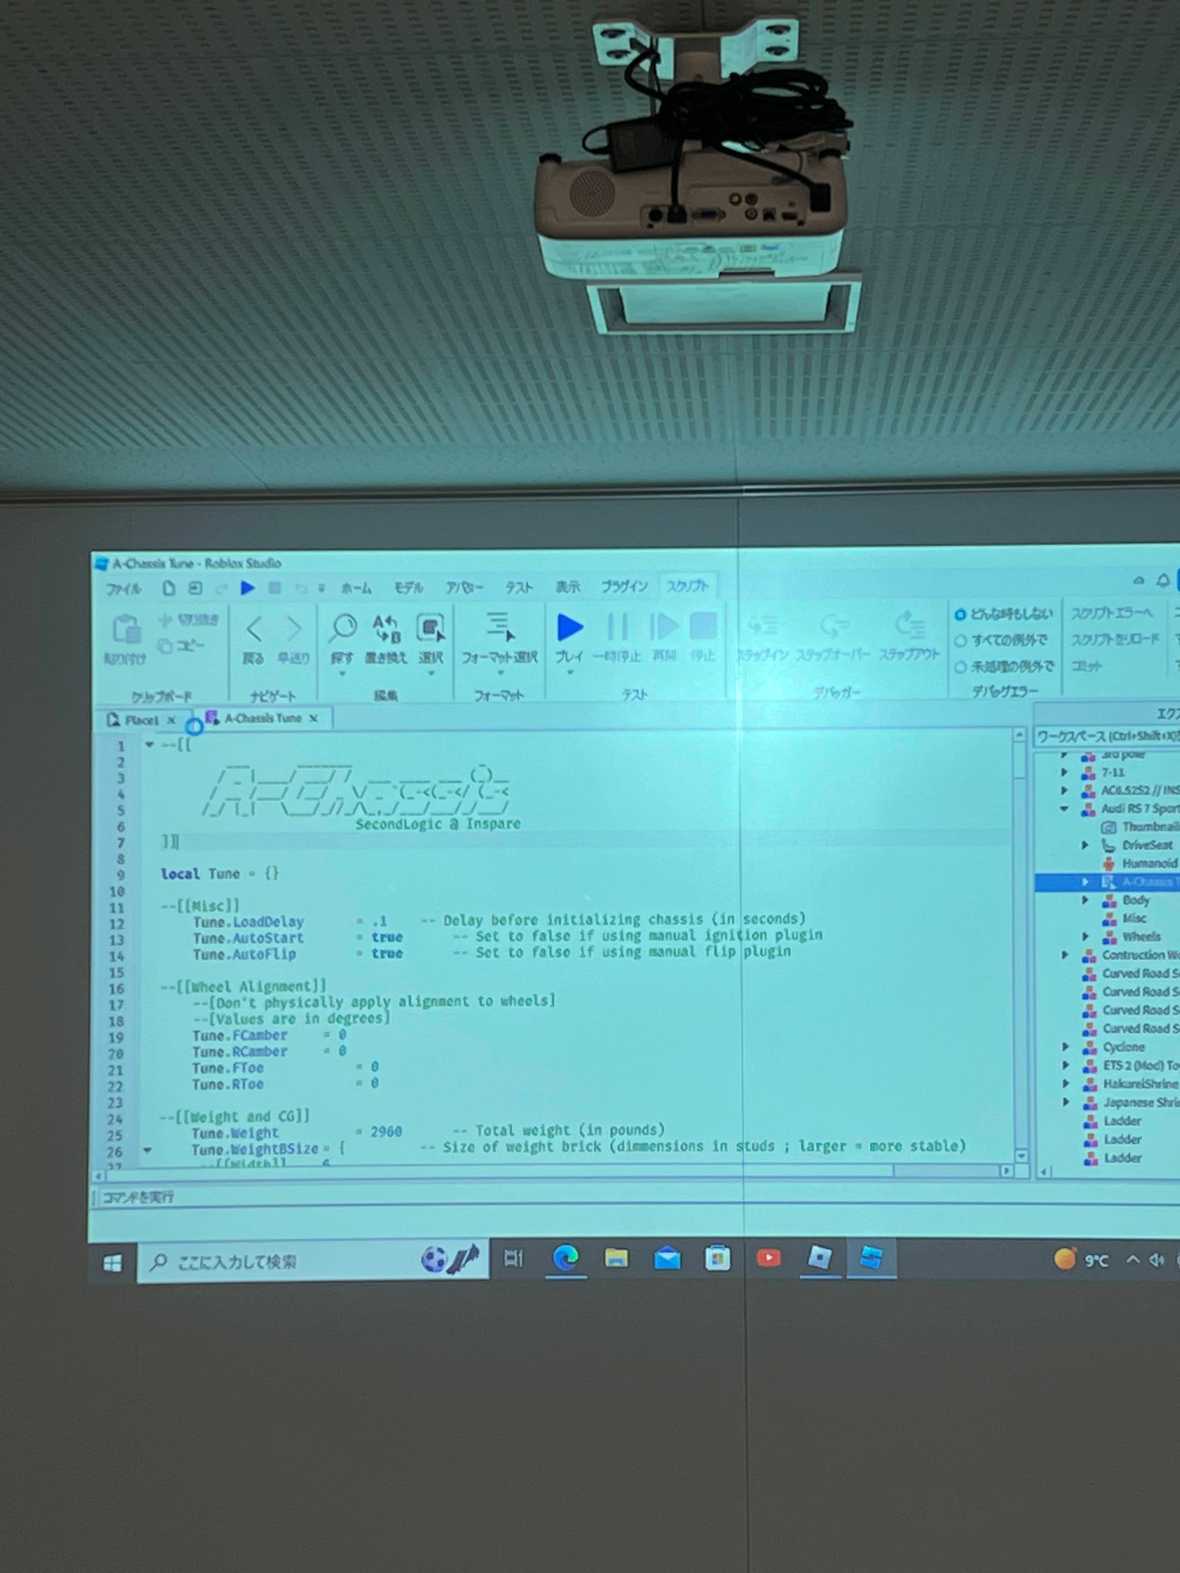 A-Chassis Tune - Roblox Studio
ファイル ホーム モデル アバター テスト 表示 プラグイン スクリプト
貼り付け 切り抜き コピー
戻る 早送り
探す 置き換え 選択
フォーマット選択
プレイ 一時停止 再開 停止
ステップイン ステップオーバー ステップアウト
どんな時もしない
すべての例外で
未処理の例外で
スクリプトエラーへ
スクリプトをリロード
コミット
クリップボード ナビゲート 編集 フォーマット テスト デバッガー デバッグエラー
Place1 × A-Chassis Tune ×
1 --[[
2
3
4
5
6 SecondLogic @ Inspare
7 ]]
8
9 local Tune = {}
10
11 --[[Misc]]
12 Tune.LoadDelay = .1 -- Delay before initializing chassis (in seconds)
13 Tune.AutoStart = true -- Set to false if using manual ignition plugin
14 Tune.AutoFlip = true -- Set to false if using manual flip plugin
15
16 --[[Wheel Alignment]]
17 --[Don't physically apply alignment to wheels]
18 --[Values are in degrees]
19 Tune.FCamber = 0
20 Tune.RCamber = 0
21 Tune.FToe = 0
22 Tune.RToe = 0
23
24 --[[Weight and CG]]
25 Tune.Weight = 2960 -- Total weight (in pounds)
26 Tune.WeightBSize = { -- Size of weight brick (dimmensions in studs ; larger = more stable)
27 --[[Width]] 6
エクス
ワークスペース (Ctrl+Shift+X)
3rd pole
7-11
AC6.5252 // INS
Audi RS 7 Sport
Thumbnail
DriveSeat
Humanoid
A-Chassis T
Body
Misc
Wheels
Contruction W
Curved Road S
Curved Road S
Curved Road S
Curved Road S
Cyclone
ETS 2 (Mod) To
HakureiShrine
Japanese Shri
Ladder
Ladder
Ladder
コマンドを実行
ここに入力して検索
9°C